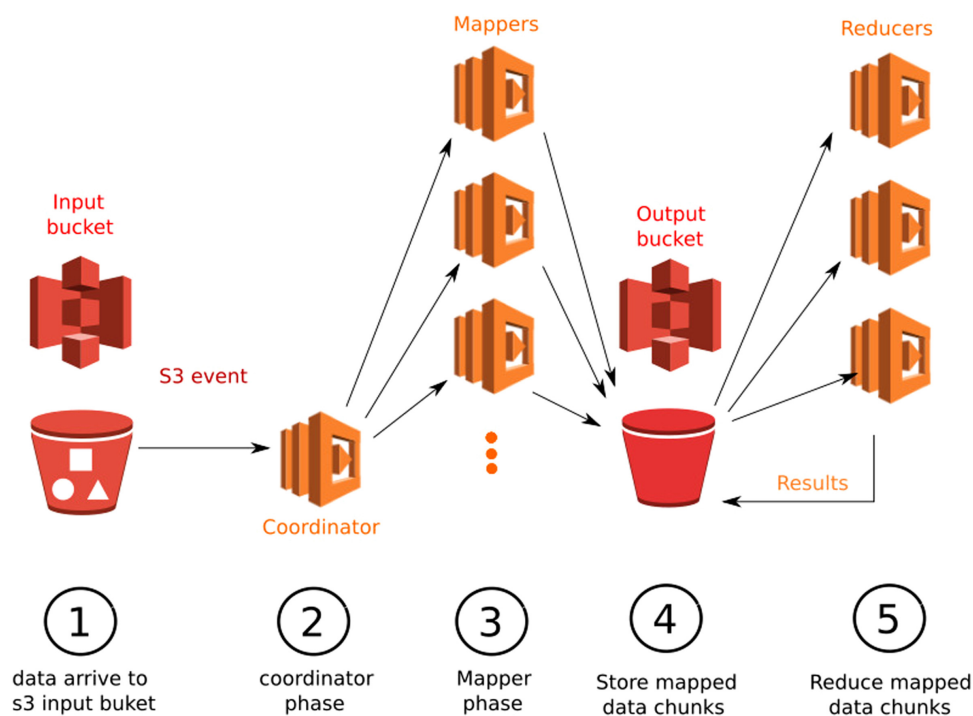 Mappers
Reducers
Input
bucket
Output
bucket
S3 event
Coordinator
Results
1
2
3
4
5
data arrive to
s3 input buket
coordinator
phase
Mapper
phase
Store mapped
data chunks
Reduce mapped
data chunks